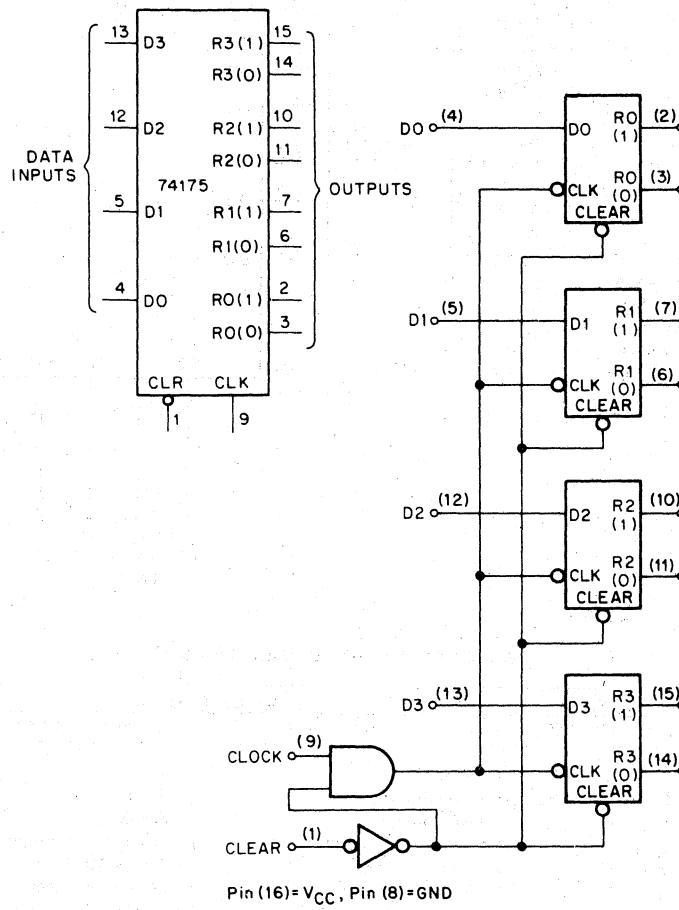 13
D3
R3(1)
15
R3(0)
14
12
D2
R2(1)
10
R2(0)
11
DATA
INPUTS
74175
OUTPUTS
5
D1
R1(1)
7
R1(0)
6
4
D0
R0(1)
2
R0(0)
3
CLR
CLK
1
9
D0
(4)
D0
R0
(1)
(2)
R0
(0)
(3)
CLK
CLEAR
D1
(5)
D1
R1
(1)
(7)
R1
(0)
(6)
CLK
CLEAR
D2
(12)
D2
R2
(1)
(10)
R2
(0)
(11)
CLK
CLEAR
D3
(13)
D3
R3
(1)
(15)
R3
(0)
(14)
CLK
CLEAR
CLOCK
(9)
CLEAR
(1)
Pin (16)=VCC, Pin (8)=GND